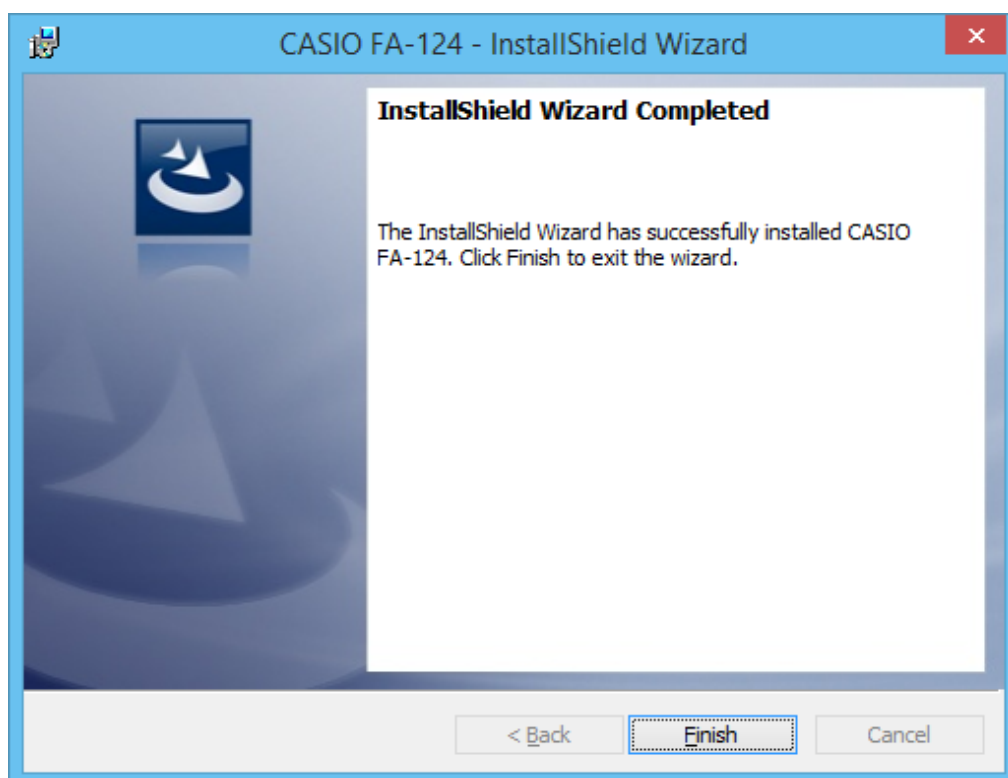 CASIO FA-124 - InstallShield Wizard
InstallShield Wizard Completed
The InstallShield Wizard has successfully installed CASIO
FA-124. Click Finish to exit the wizard.
< Back Finish Cancel